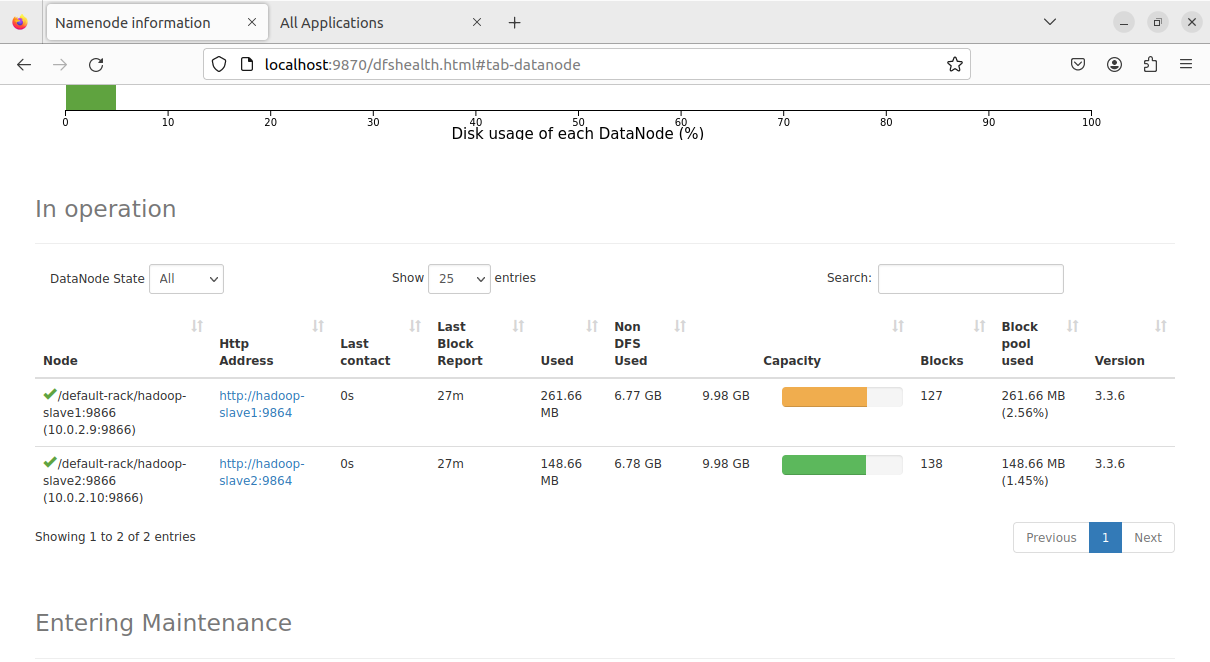 Namenode information
All Applications
localhost:9870/dfshealth.html#tab-datanode
0 10 20 30 40 50 60 70 80 90 100
Disk usage of each DataNode (%)
In operation
DataNode State All Show 25 entries Search:
Node
Http
Address
Last
contact
Last
Block
Report
Used
Non
DFS
Used
Capacity
Blocks
Block
pool
used
Version
/default-rack/hadoop-
slave1:9866
(10.0.2.9:9866)
http://hadoop-
slave1:9864
0s
27m
261.66
MB
6.77 GB
9.98 GB
127
261.66 MB
(2.56%)
3.3.6
/default-rack/hadoop-
slave2:9866
(10.0.2.10:9866)
http://hadoop-
slave2:9864
0s
27m
148.66
MB
6.78 GB
9.98 GB
138
148.66 MB
(1.45%)
3.3.6
Showing 1 to 2 of 2 entries
Previous 1 Next
Entering Maintenance